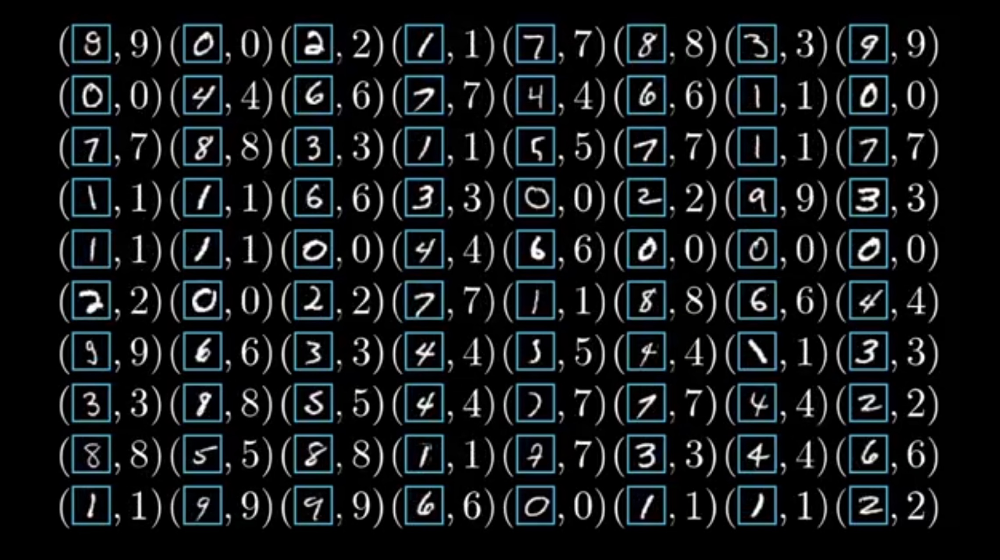 (8, 9)(0, 0)(2, 2)(1, 1)(7, 7)(8, 8)(3, 3)(9, 9)
(0, 0)(4, 4)(6, 6)(7, 7)(4, 4)(6, 6)(1, 1)(0, 0)
(7, 7)(8, 8)(3, 3)(1, 1)(5, 5)(7, 7)(1, 1)(7, 7)
(1, 1)(1, 1)(6, 6)(3, 3)(0, 0)(2, 2)(9, 9)(3, 3)
(1, 1)(1, 1)(0, 0)(4, 4)(6, 6)(0, 0)(0, 0)(0, 0)
(2, 2)(0, 0)(2, 2)(7, 7)(1, 1)(8, 8)(6, 6)(4, 4)
(9, 9)(6, 6)(3, 3)(4, 4)(5, 5)(4, 4)(1, 1)(3, 3)
(3, 3)(8, 8)(5, 5)(4, 4)(7, 7)(7, 7)(4, 4)(2, 2)
(8, 8)(5, 5)(8, 8)(1, 1)(7, 7)(3, 3)(4, 4)(6, 6)
(1, 1)(9, 9)(9, 9)(6, 6)(0, 0)(1, 1)(1, 1)(2, 2)